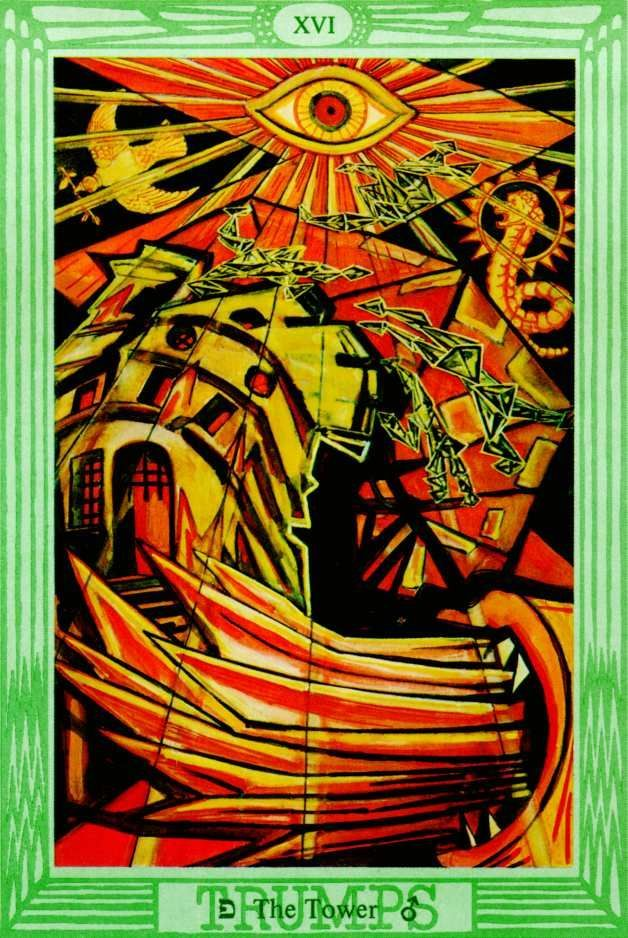 XVI
TRUMPS
פ The Tower ♂